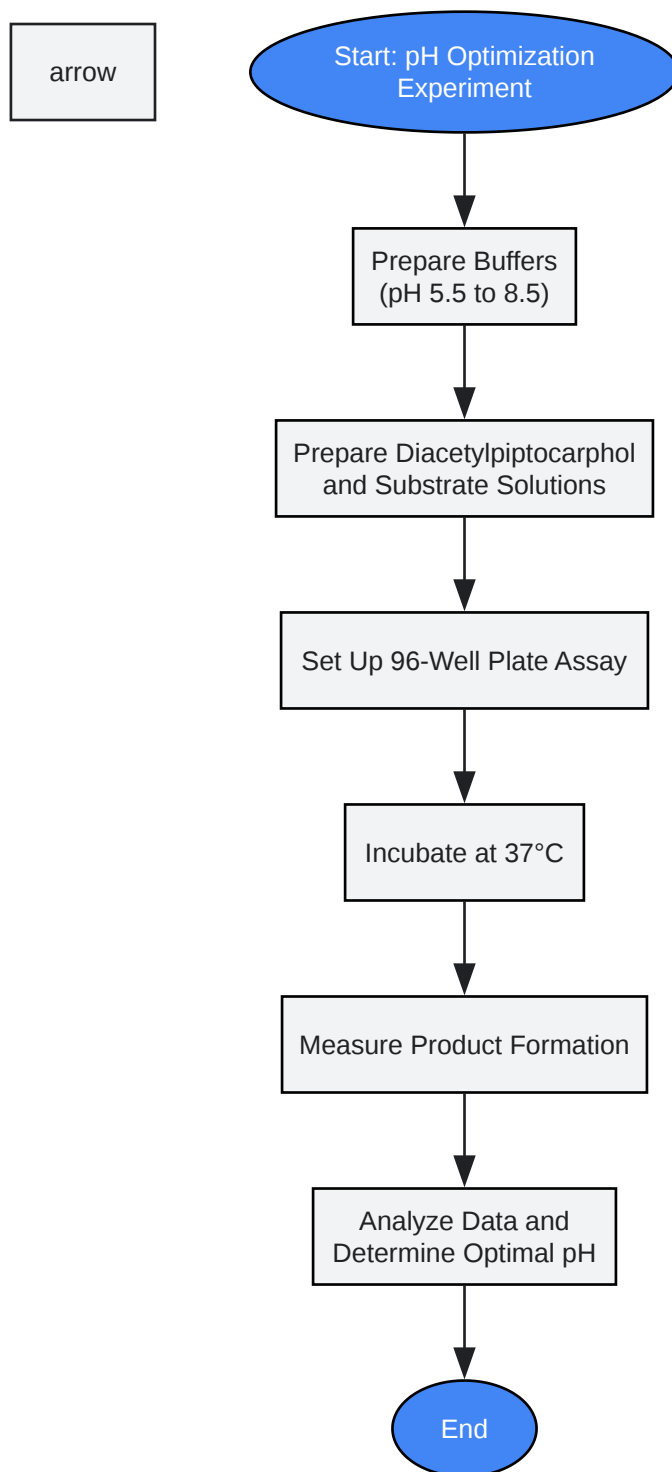 arrow
Start: pH Optimization
Experiment
Prepare Buffers
(pH 5.5 to 8.5)
Prepare Diacetylpiptocarphol
and Substrate Solutions
Set Up 96-Well Plate Assay
Incubate at 37°C
Measure Product Formation
Analyze Data and
Determine Optimal pH
End